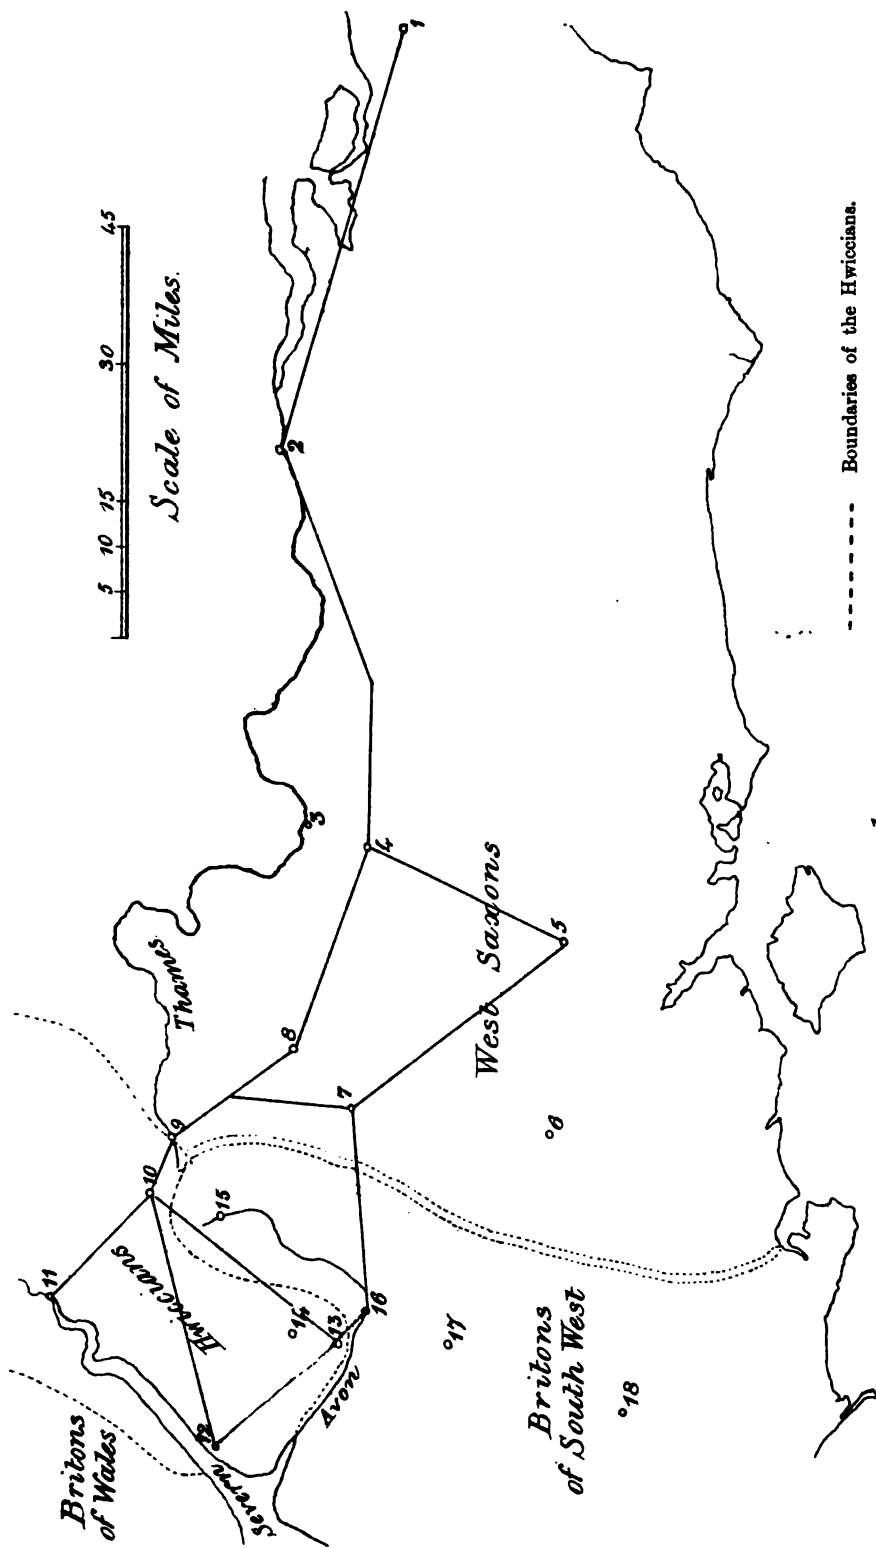 Britons
of Wales
Severn
Hwiccians
Avon
Thames
West Saxons
Britons
of South West
1
2
3
4
5
6
7
8
9
10
11
12
13
14
15
16
17
18
5 10 15 30 45
Scale of Miles.
Boundaries of the Hwiccians.